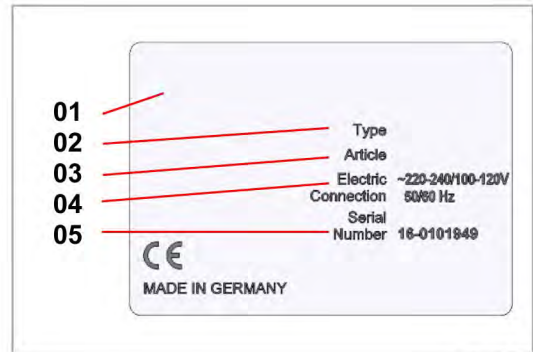 01
02
03
04
05
Type
Article
Electric ~220-240/100-120V
Connection 50/60 Hz
Serial
Number 16-0101949
CE
MADE IN GERMANY